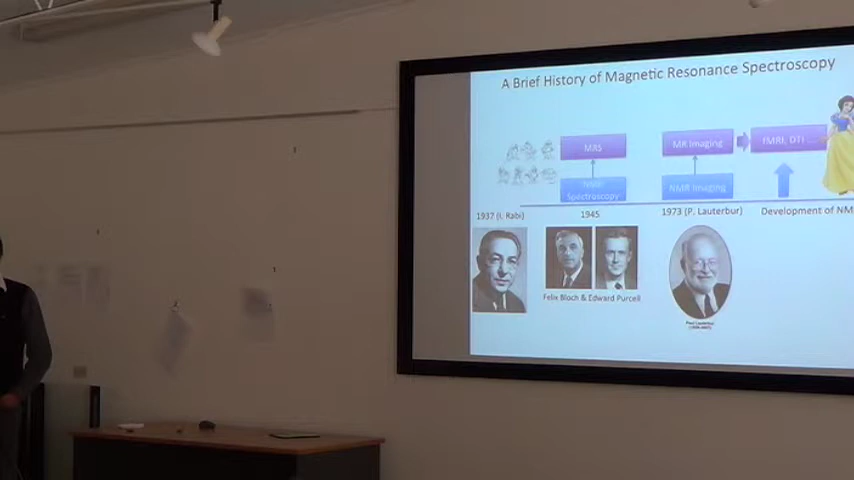 A Brief History of Magnetic Resonance Spectroscopy
MRS
MR Imaging
fMRI, DTI ...
NMR
Spectroscopy
NMR Imaging
1937 (I. Rabi)
1945
1973 (P. Lauterbur)
Development of NM
Felix Bloch & Edward Purcell